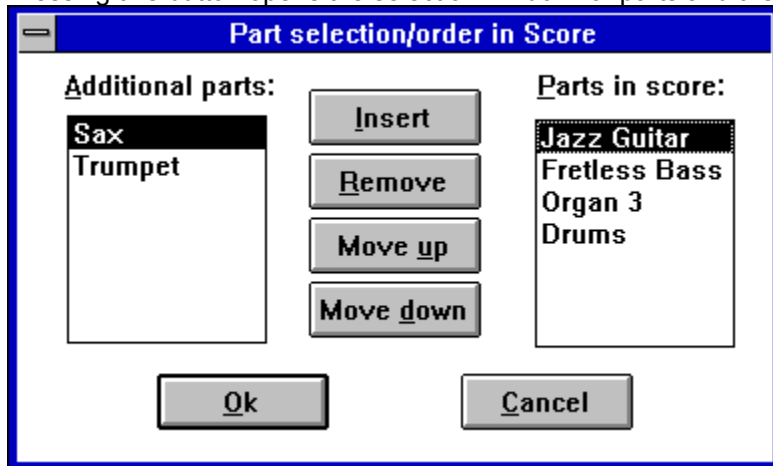 Part selection/order in Score
Additional parts:
Sax
Trumpet
Insert
Remove
Move up
Move down
Parts in score:
Jazz Guitar
Fretless Bass
Organ 3
Drums
Ok
Cancel